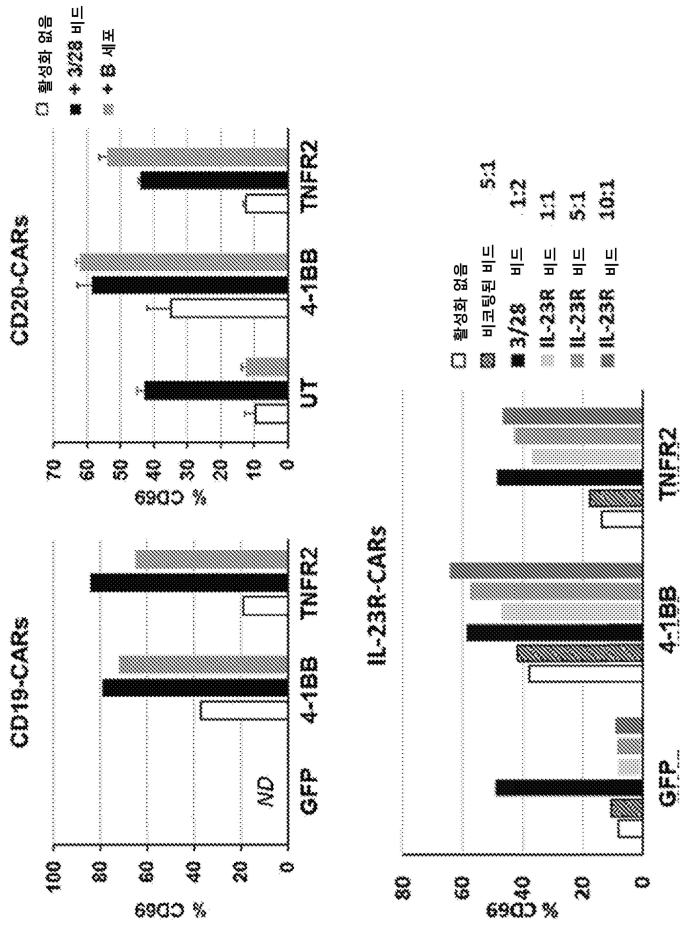 CD19-CARs
% CD69
100
80
60
40
20
0
ND
GFP
4-1BB
TNFR2
CD20-CARs
% CD69
70
60
50
40
30
20
10
0
UT
4-1BB
TNFR2
활성화 없음
+ 3/28 비드
+ B 세포
IL-23R-CARs
% CD69
80
60
40
20
0
GFP
4-1BB
TNFR2
활성화 없음
비코팅된 비드 5:1
3/28 비드 1:2
IL-23R 비드 1:1
IL-23R 비드 5:1
IL-23R 비드 10:1